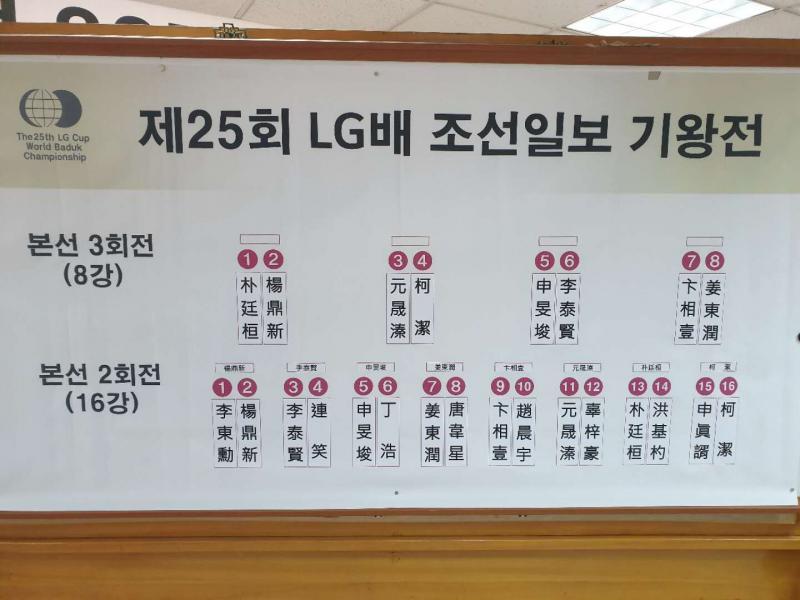 The 25th LG Cup
World Baduk
Championship
제25회 LG배 조선일보 기왕전
본선 3회전
(8강)
1 2 3 4 5 6 7 8
朴廷桓 楊鼎新 元晟溱 柯潔 申旻埈 李泰賢 卞相壹 姜東潤
본선 2회전
(16강)
楊鼎新 李泰賢 申旻埈 姜東潤 卞相壹 元晟溱 朴廷桓 柯潔
1 2 3 4 5 6 7 8 9 10 11 12 13 14 15 16
李東勳 楊鼎新 李泰賢 連笑 申旻埈 丁浩 姜東潤 唐韋星 卞相壹 趙晨宇 元晟溱 辜梓豪 朴廷桓 洪基杓 申眞諝 柯潔